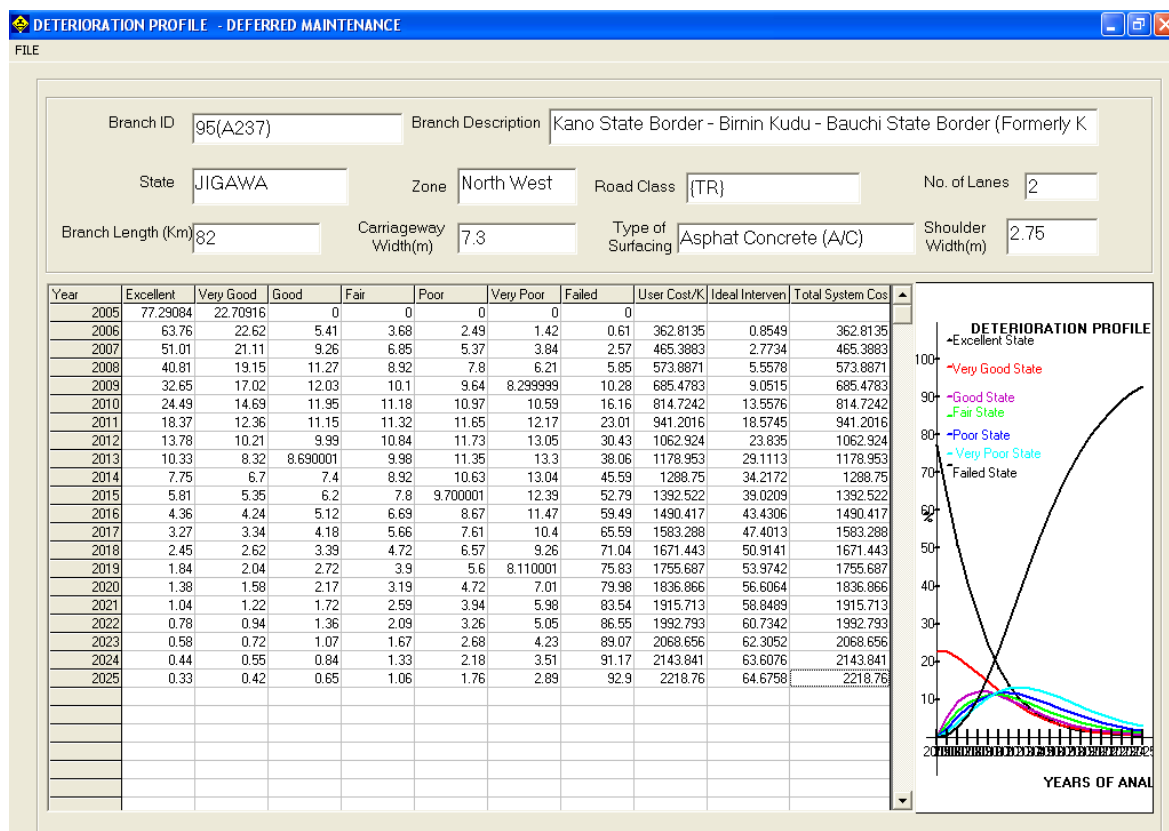 DETERIORATION PROFILE - DEFERRED MAINTENANCE
FILE
Branch ID 95(A237) Branch Description Kano State Border - Birnin Kudu - Bauchi State Border (Formerly K
State JIGAWA Zone North West Road Class {TR} No. of Lanes 2
Branch Length (Km) 82 Carriageway Width(m) 7.3 Type of Surfacing Asphat Concrete (A/C) Shoulder Width(m) 2.75
Year Excellent Very Good Good Fair Poor Very Poor Failed User Cost/K Ideal Interven Total System Cos
2005 77.29084 22.70916 0 0 0 0 0
2006 63.76 22.62 5.41 3.68 2.49 1.42 0.61 362.8135 0.8549 362.8135
2007 51.01 21.11 9.26 6.85 5.37 3.84 2.57 465.3883 2.7734 465.3883
2008 40.81 19.15 11.27 8.92 7.8 6.21 5.85 573.8871 5.5578 573.8871
2009 32.65 17.02 12.03 10.1 9.64 8.299999 10.28 685.4783 9.0515 685.4783
2010 24.49 14.69 11.95 11.18 10.97 10.59 16.16 814.7242 13.5576 814.7242
2011 18.37 12.36 11.15 11.32 11.65 12.17 23.01 941.2016 18.5745 941.2016
2012 13.78 10.21 9.99 10.84 11.73 13.05 30.43 1062.924 23.835 1062.924
2013 10.33 8.32 8.690001 9.98 11.35 13.3 38.06 1178.953 29.1113 1178.953
2014 7.75 6.7 7.4 8.92 10.63 13.04 45.59 1288.75 34.2172 1288.75
2015 5.81 5.35 6.2 7.8 9.700001 12.39 52.79 1392.522 39.0209 1392.522
2016 4.36 4.24 5.12 6.69 8.67 11.47 59.49 1490.417 43.4306 1490.417
2017 3.27 3.34 4.18 5.66 7.61 10.4 65.59 1583.288 47.4013 1583.288
2018 2.45 2.62 3.39 4.72 6.57 9.26 71.04 1671.443 50.9141 1671.443
2019 1.84 2.04 2.72 3.9 5.6 8.110001 75.83 1755.687 53.9742 1755.687
2020 1.38 1.58 2.17 3.19 4.72 7.01 79.98 1836.866 56.6064 1836.866
2021 1.04 1.22 1.72 2.59 3.94 5.98 83.54 1915.713 58.8489 1915.713
2022 0.78 0.94 1.36 2.09 3.26 5.05 86.55 1992.793 60.7342 1992.793
2023 0.58 0.72 1.07 1.67 2.68 4.23 89.07 2068.656 62.3052 2068.656
2024 0.44 0.55 0.84 1.33 2.18 3.51 91.17 2143.841 63.6076 2143.841
2025 0.33 0.42 0.65 1.06 1.76 2.89 92.9 2218.76 64.6758 2218.76
DETERIORATION PROFILE
Excellent State
Very Good State
Good State
Fair State
Poor State
Very Poor State
Failed State
100
90
80
70
60
%
50
40
30
20
10
YEARS OF ANAL